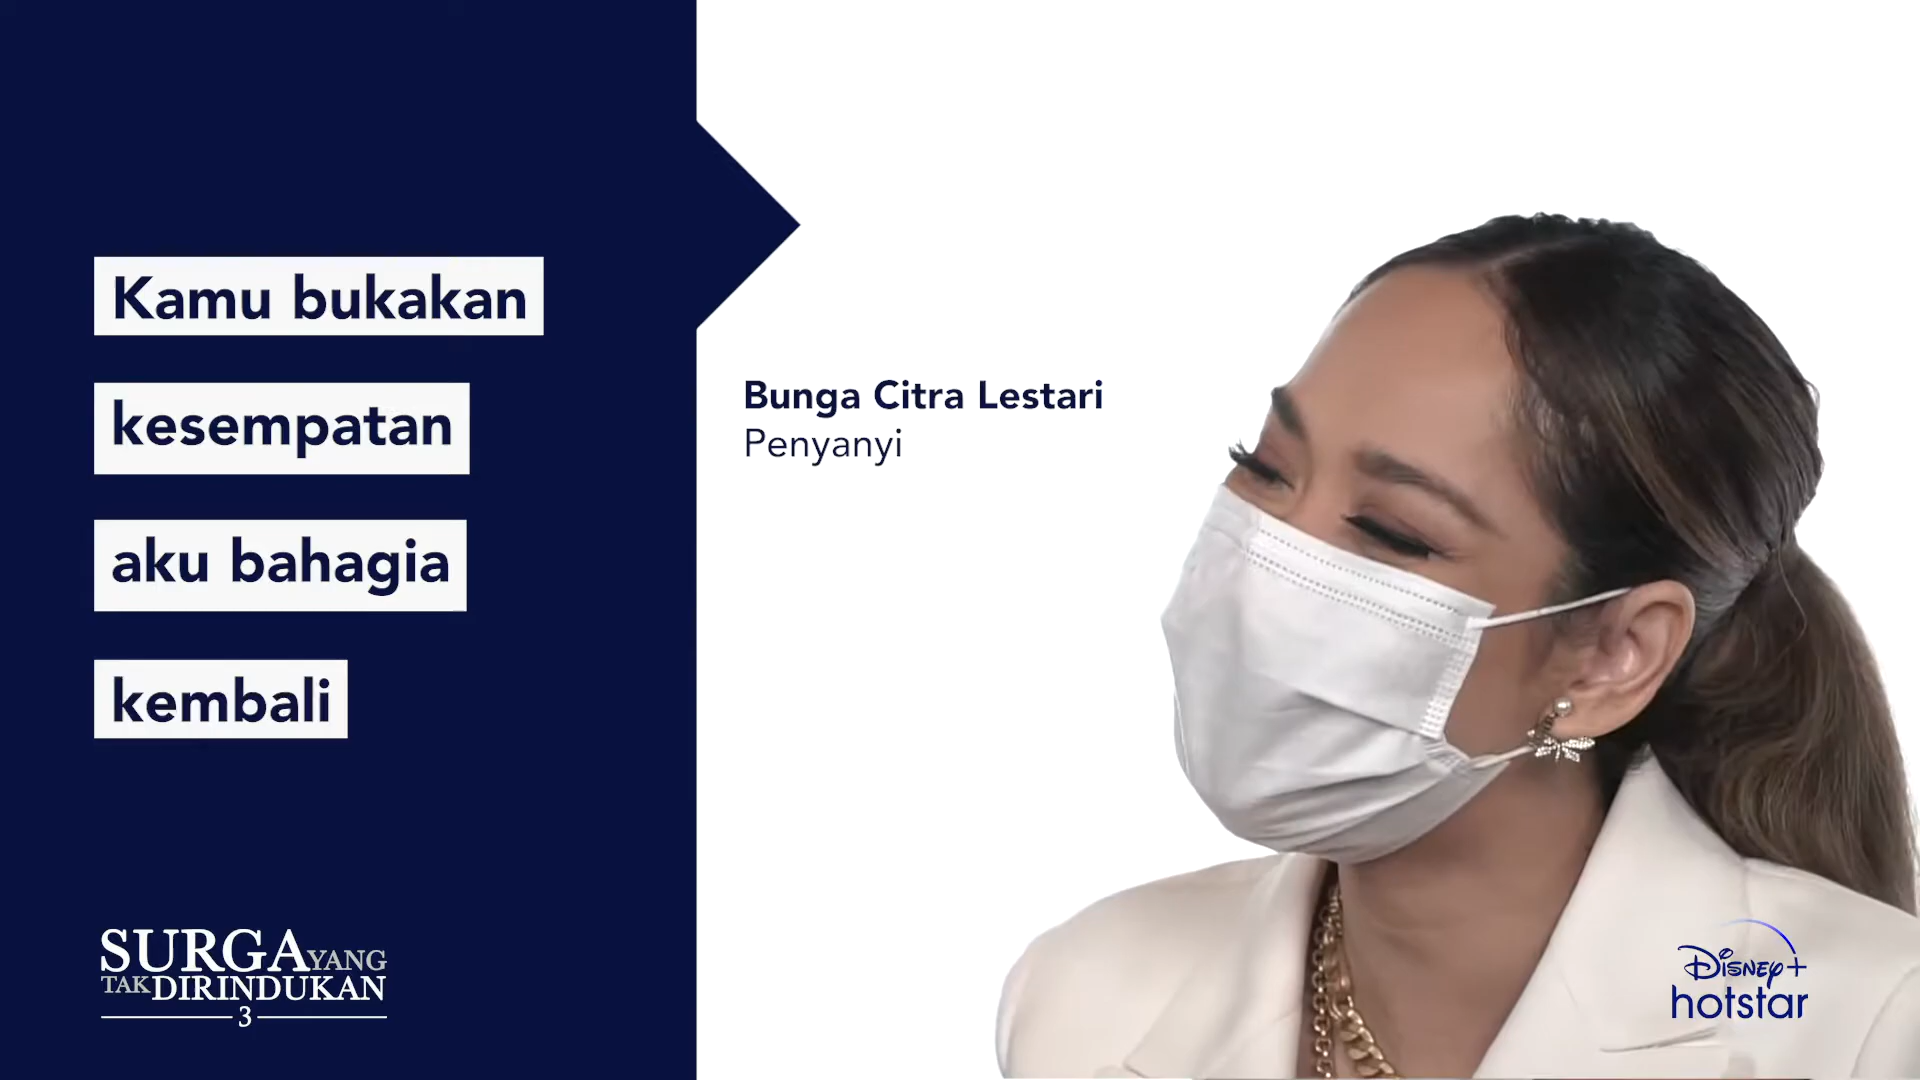 Kamu bukakan
kesempatan
aku bahagia
kembali
Bunga Citra Lestari
Penyanyi
SURGA YANG
TAK DIRINDUKAN
3
Disney+
hotstar